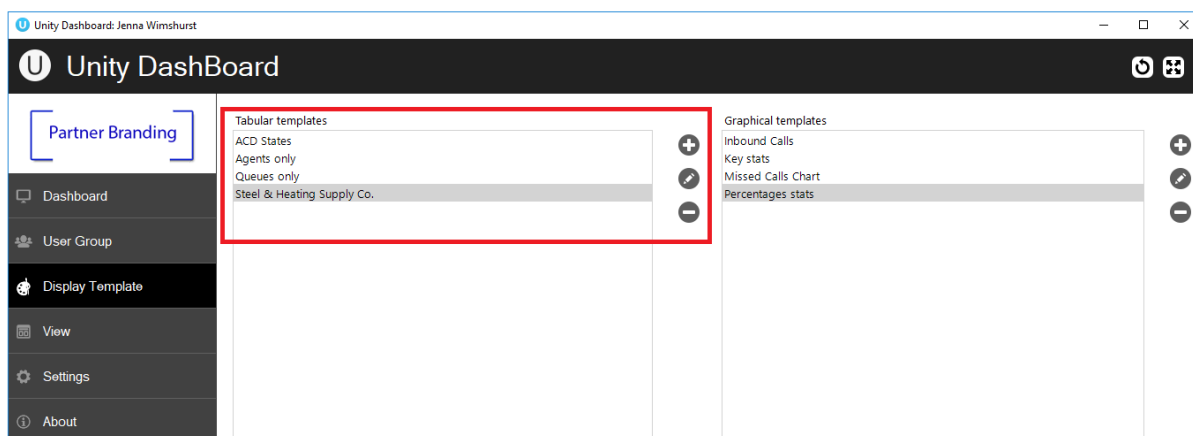 Unity Dashboard: Jenna Wimshurst
Unity DashBoard
Partner Branding
Dashboard
User Group
Display Template
View
Settings
About
Tabular templates
ACD States
Agents only
Queues only
Steel & Heating Supply Co.
Graphical templates
Inbound Calls
Key stats
Missed Calls Chart
Percentages stats